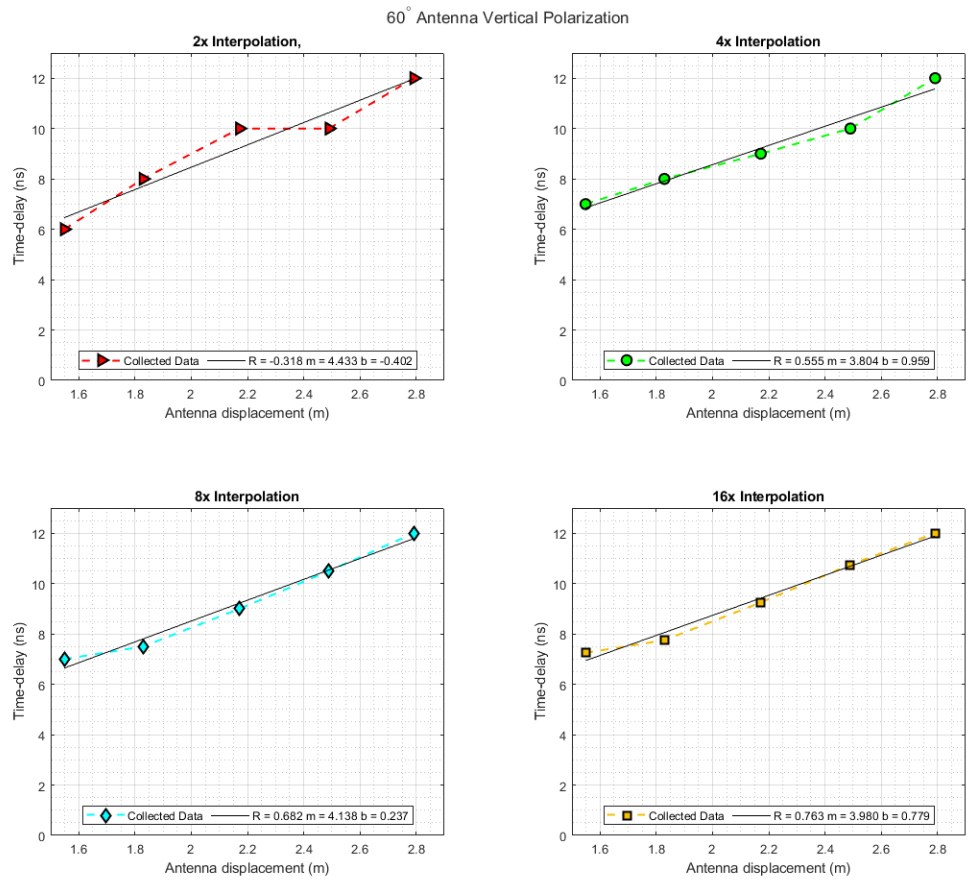 60° Antenna Vertical Polarization
2x Interpolation,
12
10
8
6
4
2
0
Time-delay (ns)
Collected Data R = -0.318 m = 4.433 b = -0.402
1.6 1.8 2 2.2 2.4 2.6 2.8
Antenna displacement (m)
4x Interpolation
12
10
8
6
4
2
0
Time-delay (ns)
Collected Data R = 0.555 m = 3.804 b = 0.959
1.6 1.8 2 2.2 2.4 2.6 2.8
Antenna displacement (m)
8x Interpolation
12
10
8
6
4
2
0
Time-delay (ns)
Collected Data R = 0.682 m = 4.138 b = 0.237
1.6 1.8 2 2.2 2.4 2.6 2.8
Antenna displacement (m)
16x Interpolation
12
10
8
6
4
2
0
Time-delay (ns)
Collected Data R = 0.763 m = 3.980 b = 0.779
1.6 1.8 2 2.2 2.4 2.6 2.8
Antenna displacement (m)